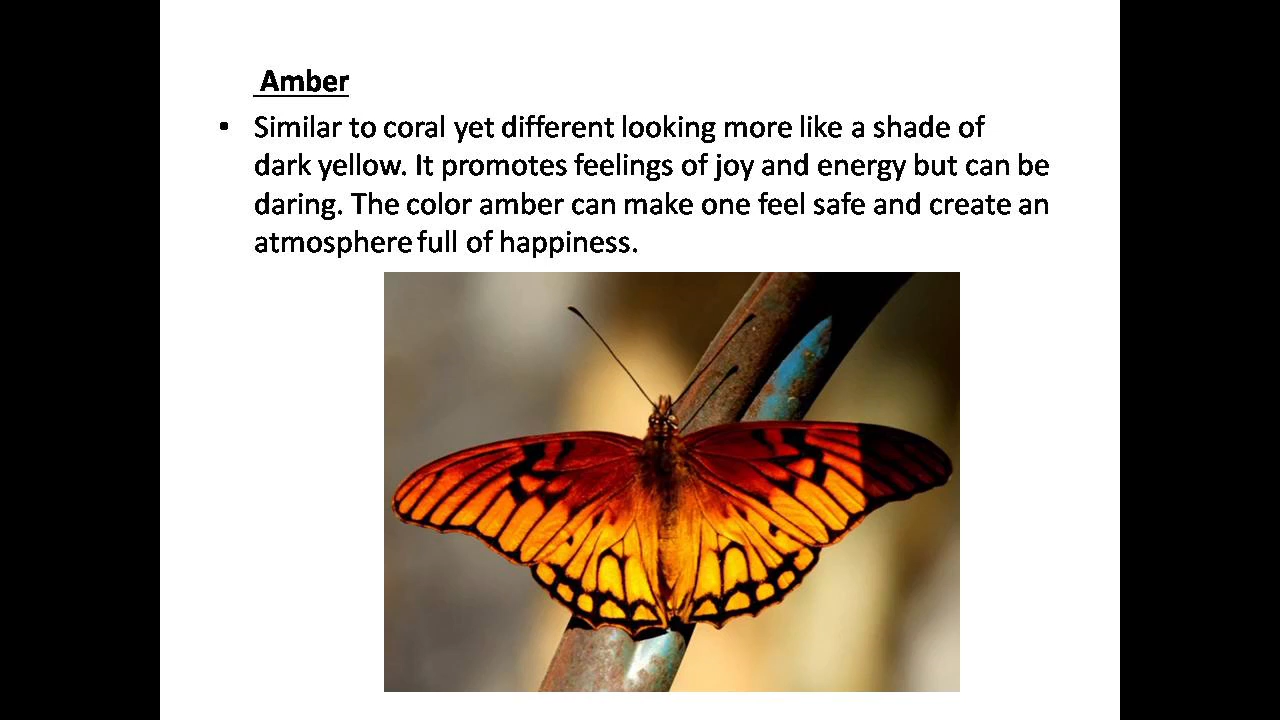 Amber
• Similar to coral yet different looking more like a shade of
dark yellow. It promotes feelings of joy and energy but can be
daring. The color amber can make one feel safe and create an
atmosphere full of happiness.